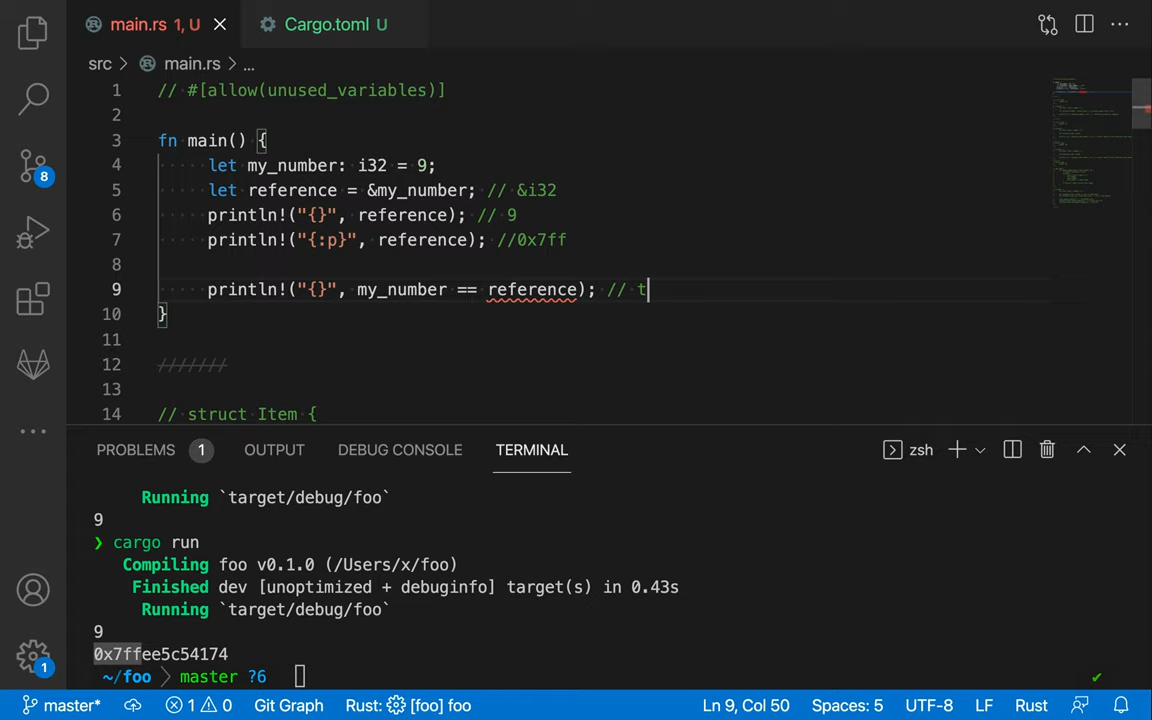 main.rs 1, U
Cargo.toml U
src > main.rs > ...
1 // #[allow(unused_variables)]
2
3 fn main() {
4 let my_number: i32 = 9;
5 let reference = &my_number; // &i32
6 println!("{}", reference); // 9
7 println!("{:p}", reference); //0x7ff
8
9 println!("{}", my_number == reference); // t
10 }
11
12 ///////
13
14 // struct Item {
8
PROBLEMS 1 OUTPUT DEBUG CONSOLE TERMINAL zsh
Running `target/debug/foo`
9
❯ cargo run
Compiling foo v0.1.0 (/Users/x/foo)
Finished dev [unoptimized + debuginfo] target(s) in 0.43s
Running `target/debug/foo`
9
0x7ffee5c54174
~/foo > master ?6
1
master* 1 0 Git Graph Rust: [foo] foo Ln 9, Col 50 Spaces: 5 UTF-8 LF Rust